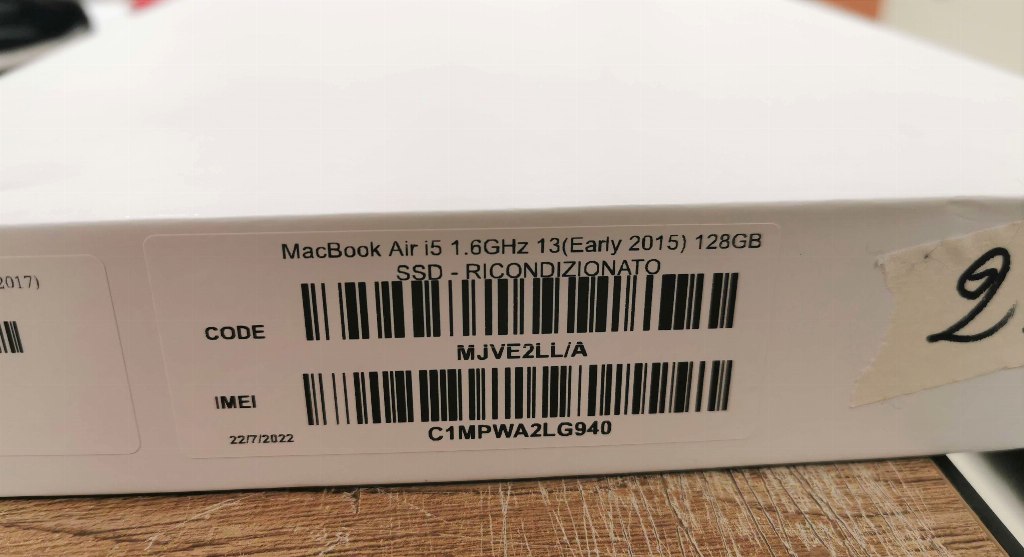 2017)
MacBook Air i5 1.6GHz 13(Early 2015) 128GB
SSD - RICONDIZIONATO
CODE
MJVE2LL/A
IMEI
22/7/2022
C1MPWA2LG940
2